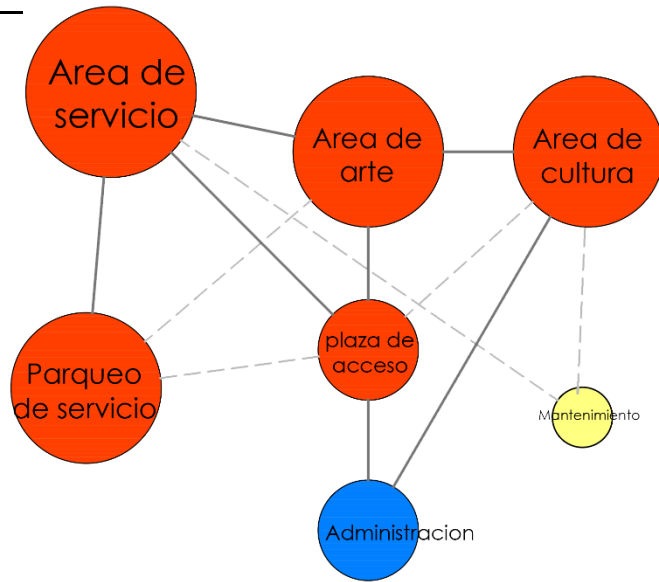 Area de
servicio
Area de
arte
Area de
cultura
plaza de
acceso
Parqueo
de servicio
Mantenimiento
Administracion